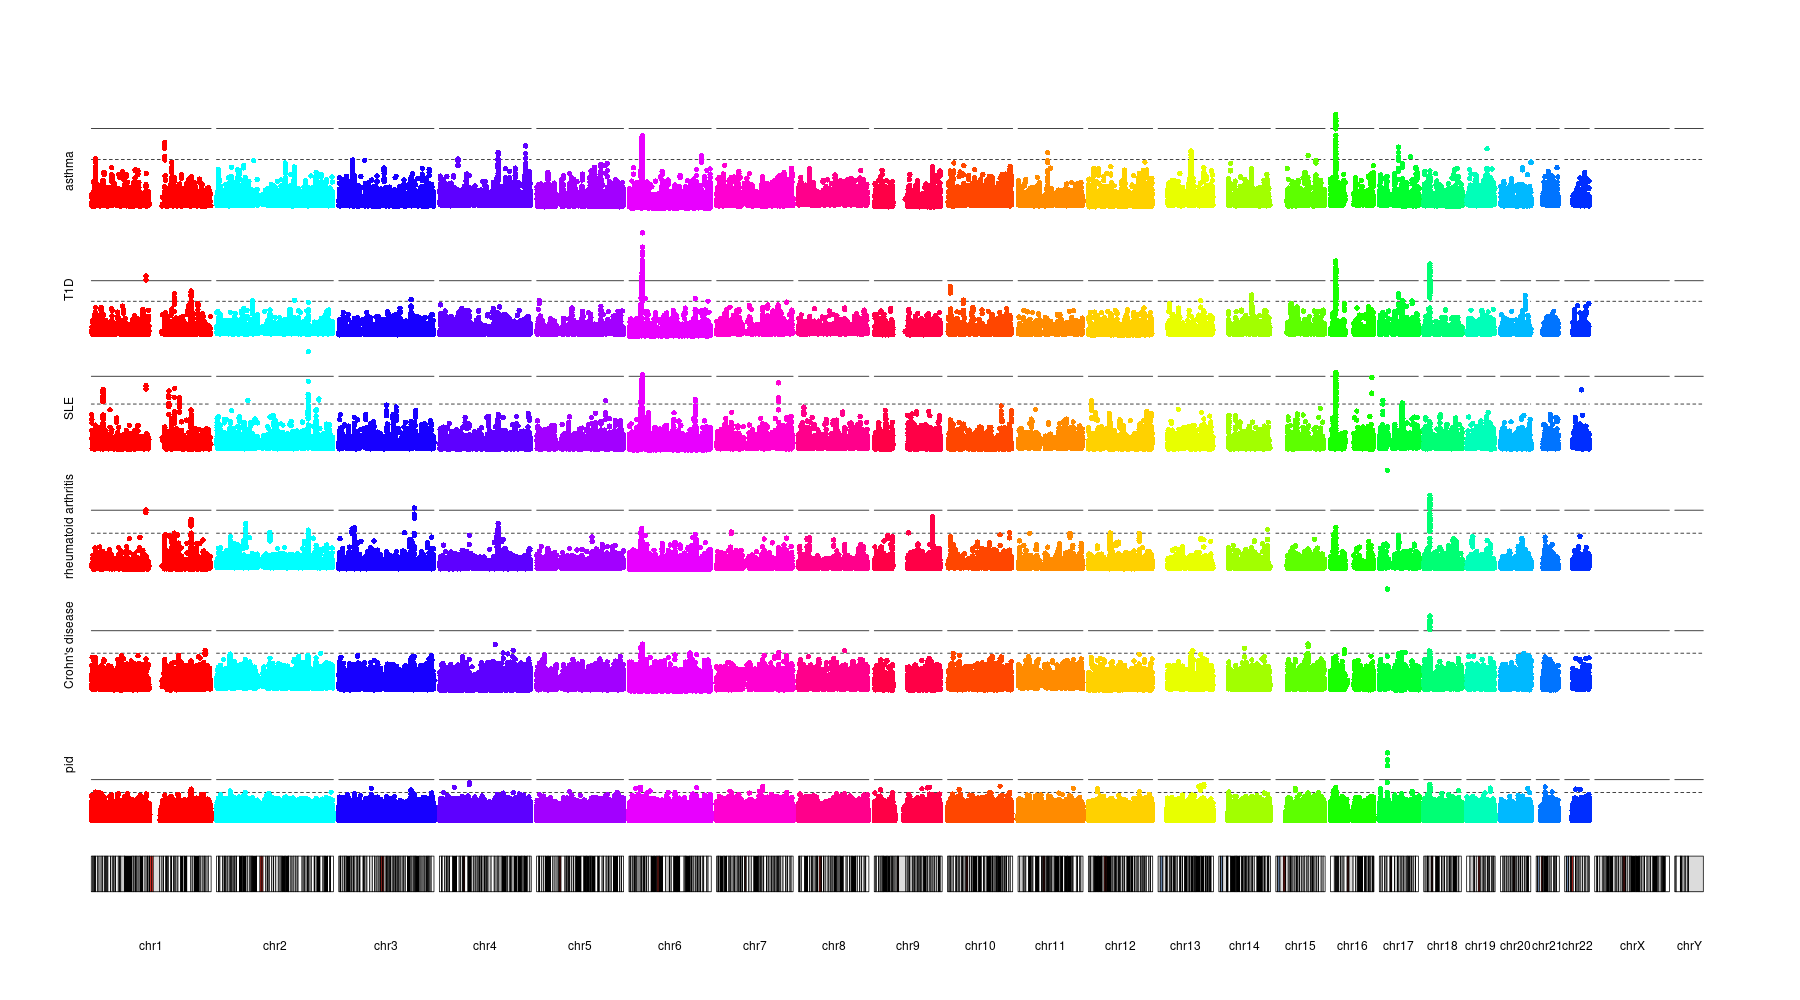 asthma
T1D
SLE
rheumatoid arthritis
Crohn's disease
pid
chr1 chr2 chr3 chr4 chr5 chr6 chr7 chr8 chr9 chr10 chr11 chr12 chr13 chr14 chr15 chr16 chr17 chr18 chr19 chr20 chr21 chr22 chrX chrY